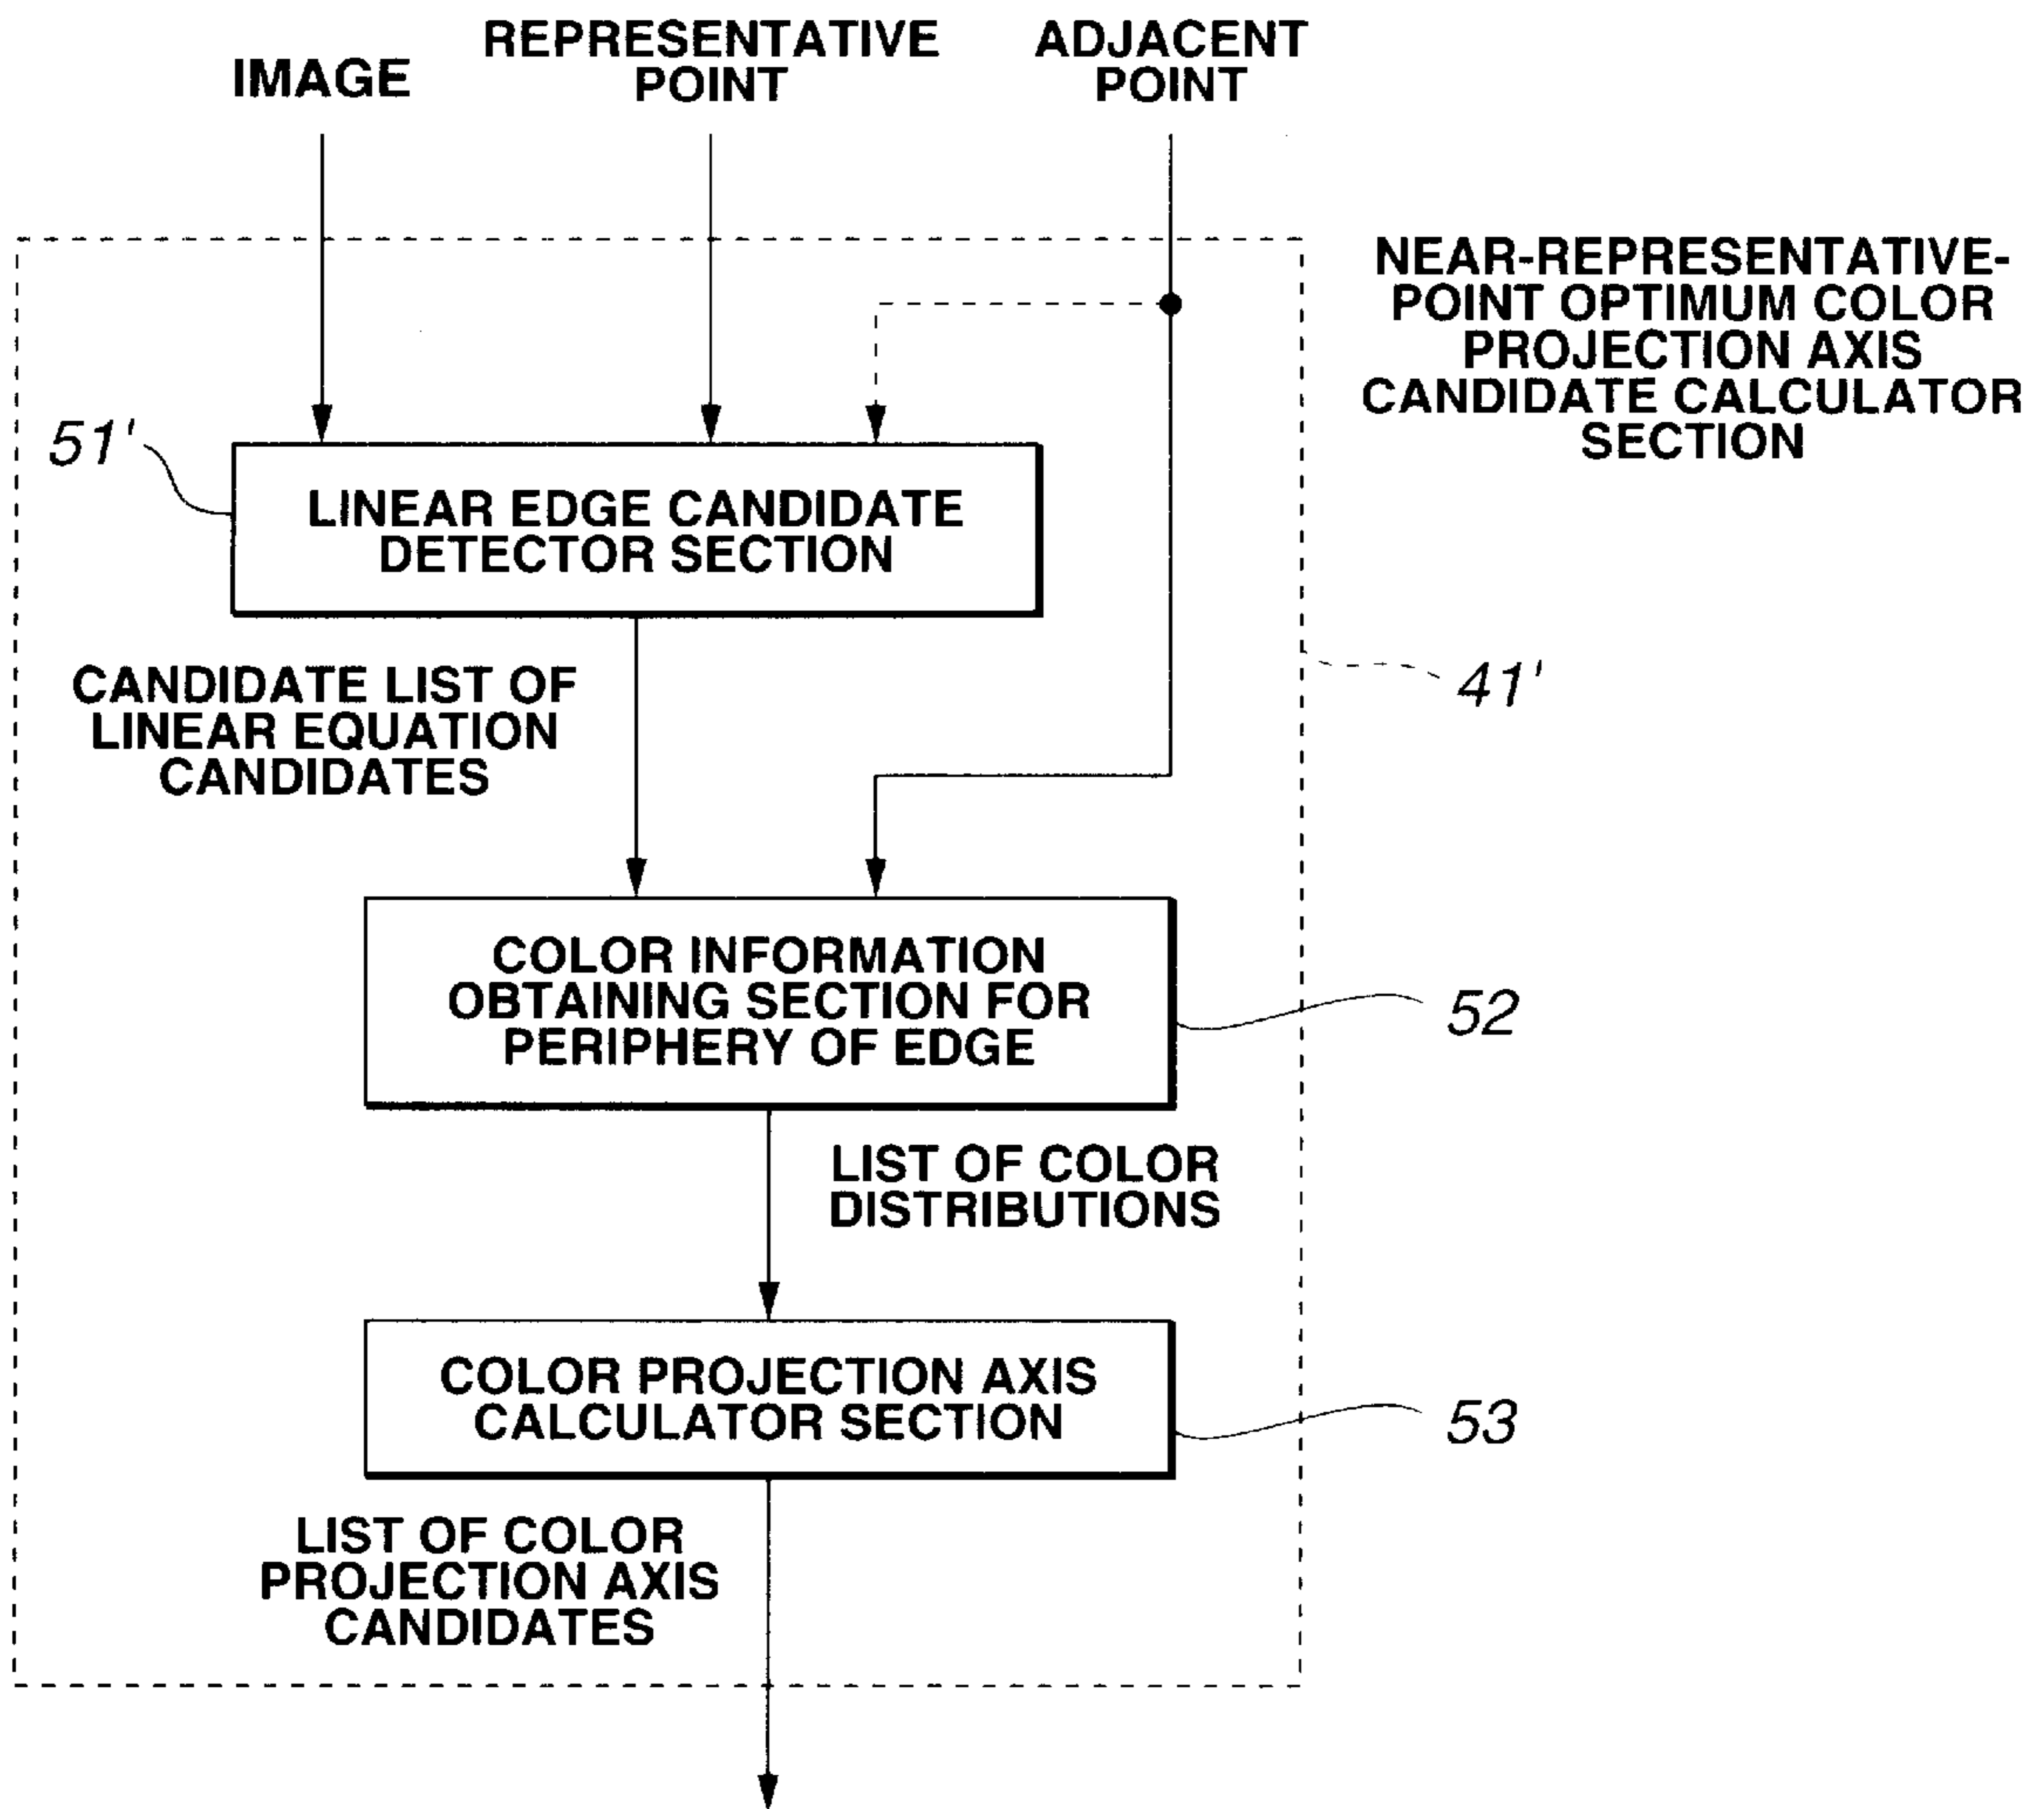 IMAGE
REPRESENTATIVE
POINT
ADJACENT
POINT
NEAR-REPRESENTATIVE-
POINT OPTIMUM COLOR
PROJECTION AXIS
CANDIDATE CALCULATOR
SECTION
51'
LINEAR EDGE CANDIDATE
DETECTOR SECTION
CANDIDATE LIST OF
LINEAR EQUATION
CANDIDATES
41'
COLOR INFORMATION
OBTAINING SECTION FOR
PERIPHERY OF EDGE
52
LIST OF COLOR
DISTRIBUTIONS
COLOR PROJECTION AXIS
CALCULATOR SECTION
53
LIST OF COLOR
PROJECTION AXIS
CANDIDATES